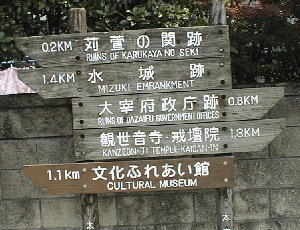 0.2KM 苅萱の関跡
RUINS OF KARUKAYA NO SEKI
1.4KM 水城跡
MIZUKI EMBANKMENT
大宰府政庁跡 0.8KM
RUINS OF DAZAIFU GOVERNMENT OFFICES
観世音寺・戒壇院 1.3KM
KANZEON-JI TEMPLE・KAIDAN-IN
1.1KM 文化ふれあい館
CULTURAL MUSEUM